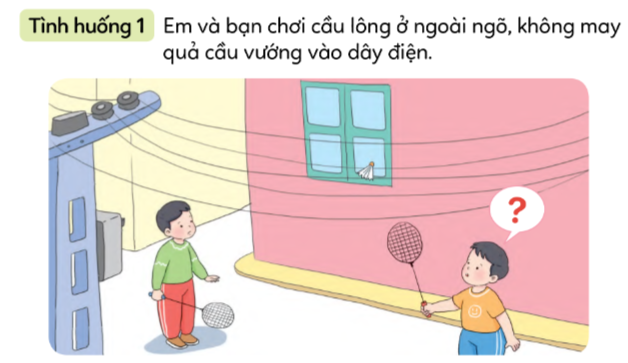 Tình huống 1 Em và bạn chơi cầu lông ở ngoài ngõ, không may
quả cầu vướng vào dây điện.
?